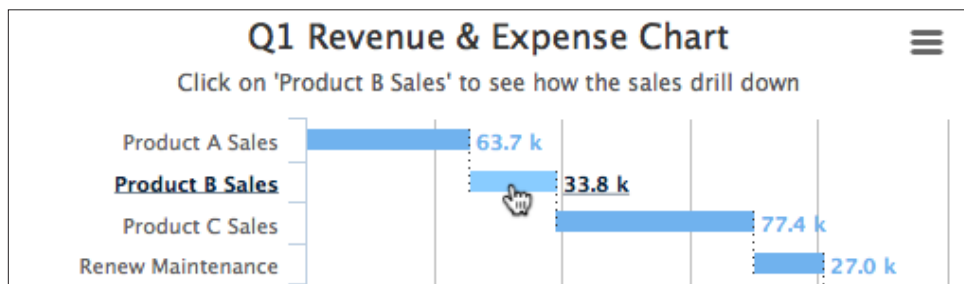 Q1 Revenue & Expense Chart
Click on 'Product B Sales' to see how the sales drill down
Product A Sales 63.7 k
Product B Sales 33.8 k
Product C Sales 77.4 k
Renew Maintenance 27.0 k